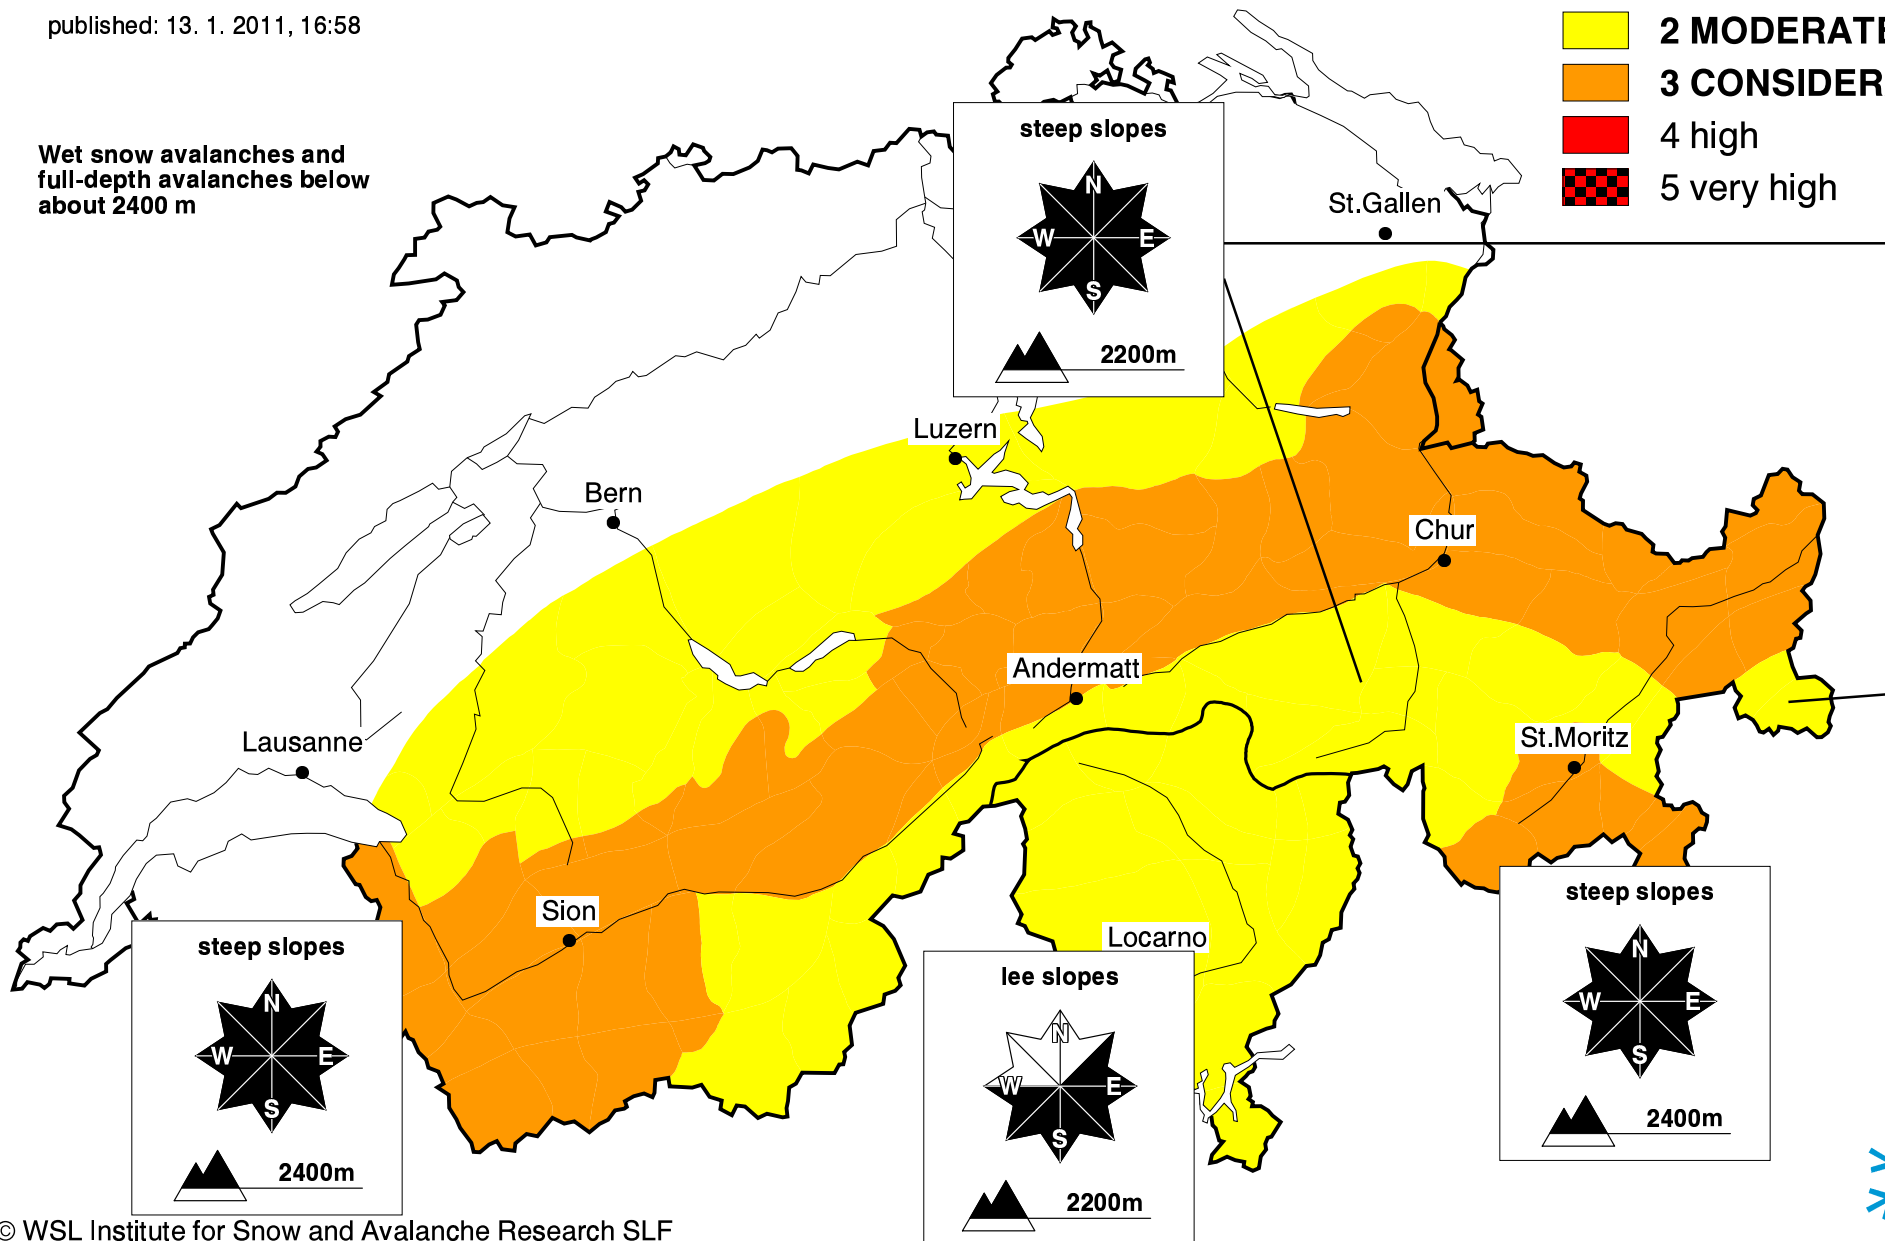 published: 13. 1. 2011, 16:58
2 MODERATE
3 CONSIDER
4 high
5 very high
Wet snow avalanches and
full-depth avalanches below
about 2400 m
steep slopes
N
W E
S
2200m
St.Gallen
Luzern
Bern
Chur
Andermatt
St.Moritz
Lausanne
Sion
Locarno
steep slopes
N
W E
S
2400m
lee slopes
N
W E
S
2200m
steep slopes
N
W E
S
2400m
© WSL Institute for Snow and Avalanche Research SLF